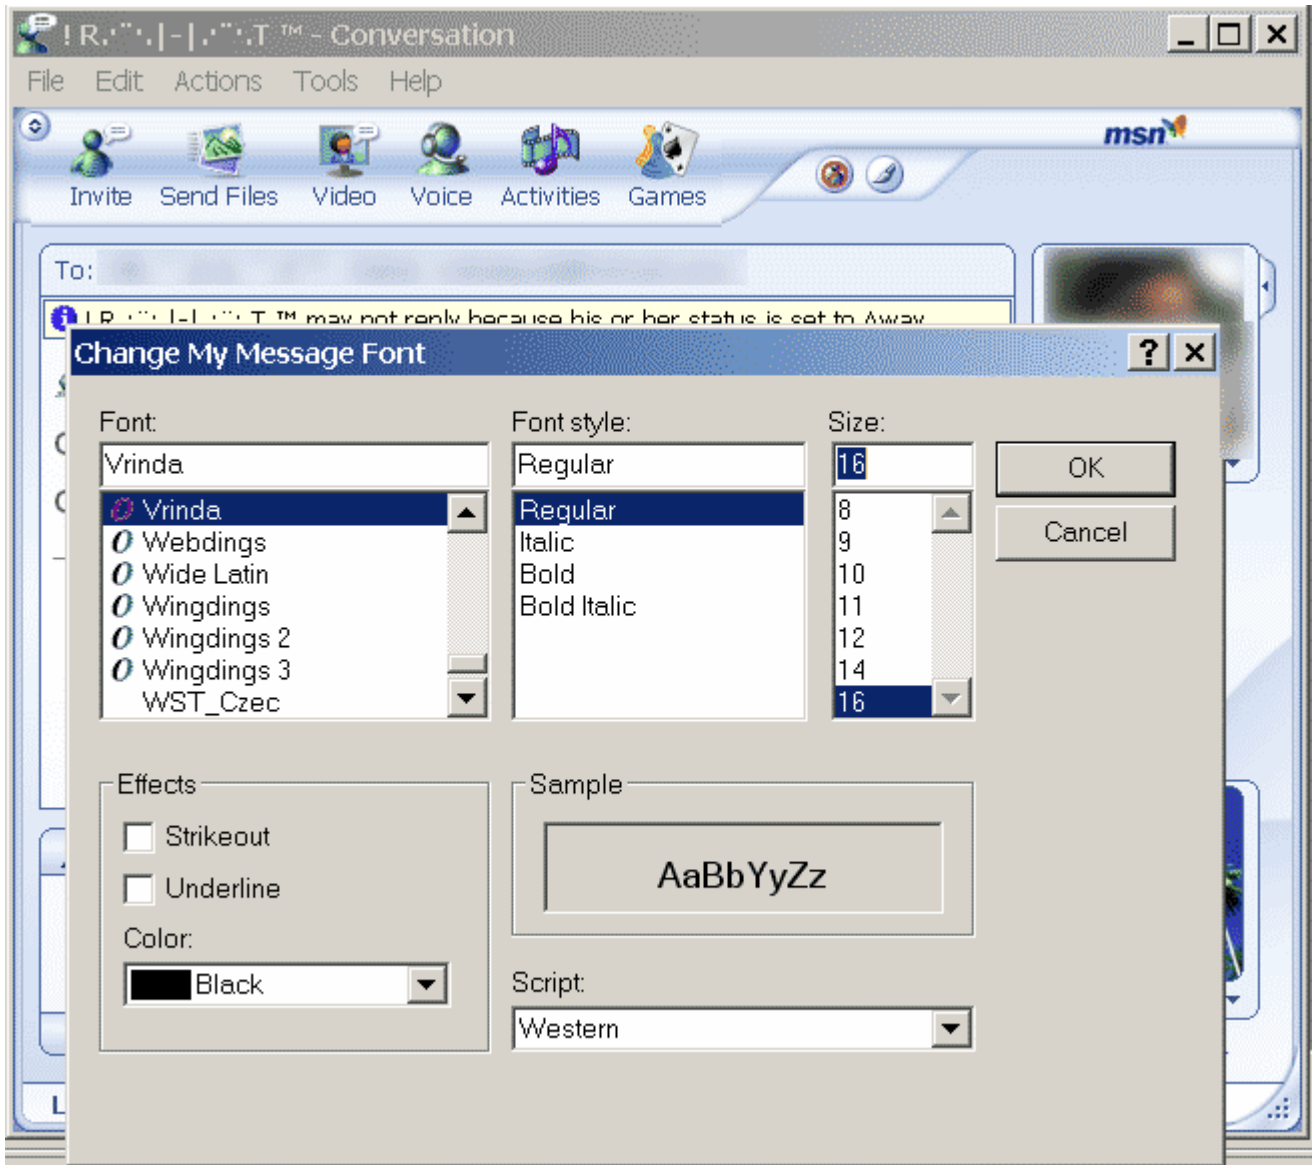 ! R.·´¨`·.|-|.·´¨`·.T ™ - Conversation
File Edit Actions Tools Help
msn
Invite Send Files Video Voice Activities Games
To:
! R.·´¨`·.|-|.·´¨`·.T ™ may not reply because his or her status is set to Away
Change My Message Font
Font: Font style: Size:
Vrinda Regular 16 OK
Vrinda Regular 8
Webdings Italic 9 Cancel
Wide Latin Bold 10
Wingdings Bold Italic 11
Wingdings 2 12
Wingdings 3 14
WST_Czec 16
Effects Sample
Strikeout
AaBbYyZz
Underline
Color:
Black Script:
Western